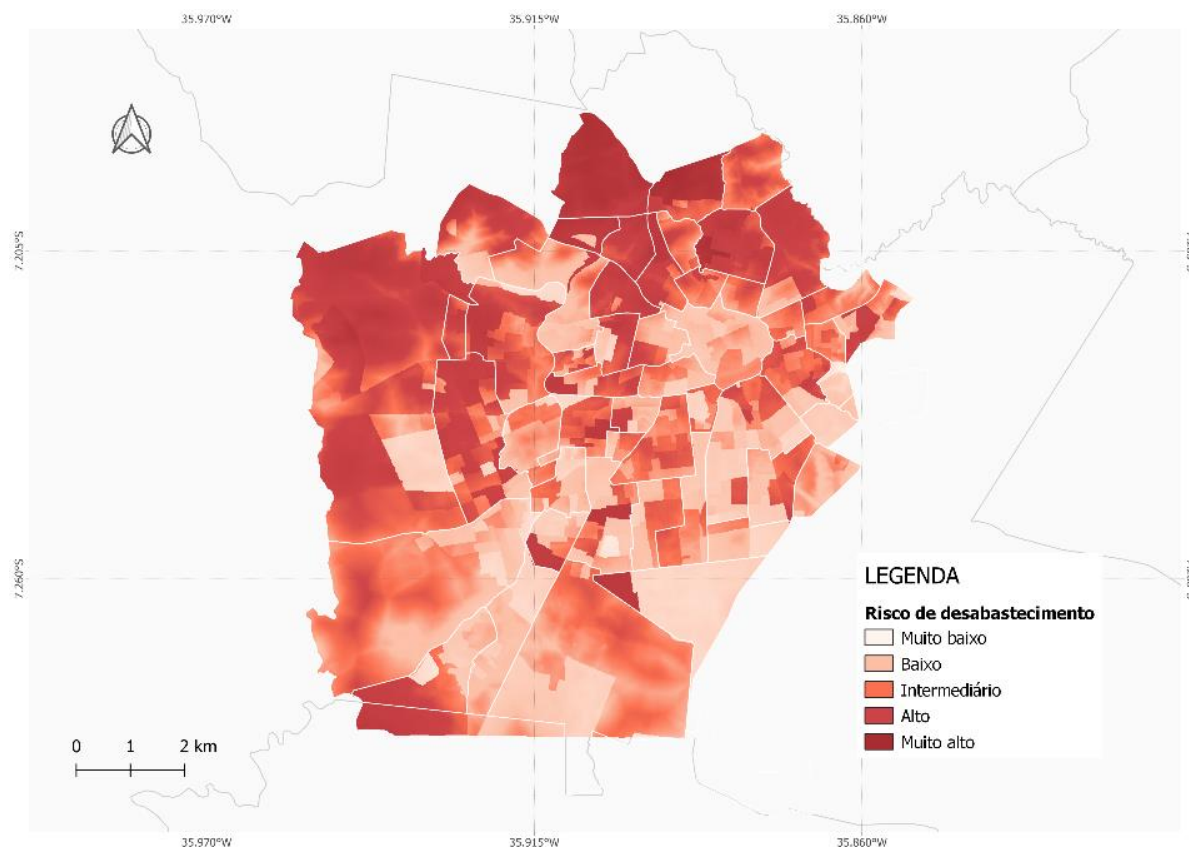 35.970°W 35.915°W 35.860°W
7.205°S
7.260°S
LEGENDA
Risco de desabastecimento
Muito baixo
Baixo
Intermediário
Alto
Muito alto
0 1 2 km
35.970°W 35.915°W 35.860°W